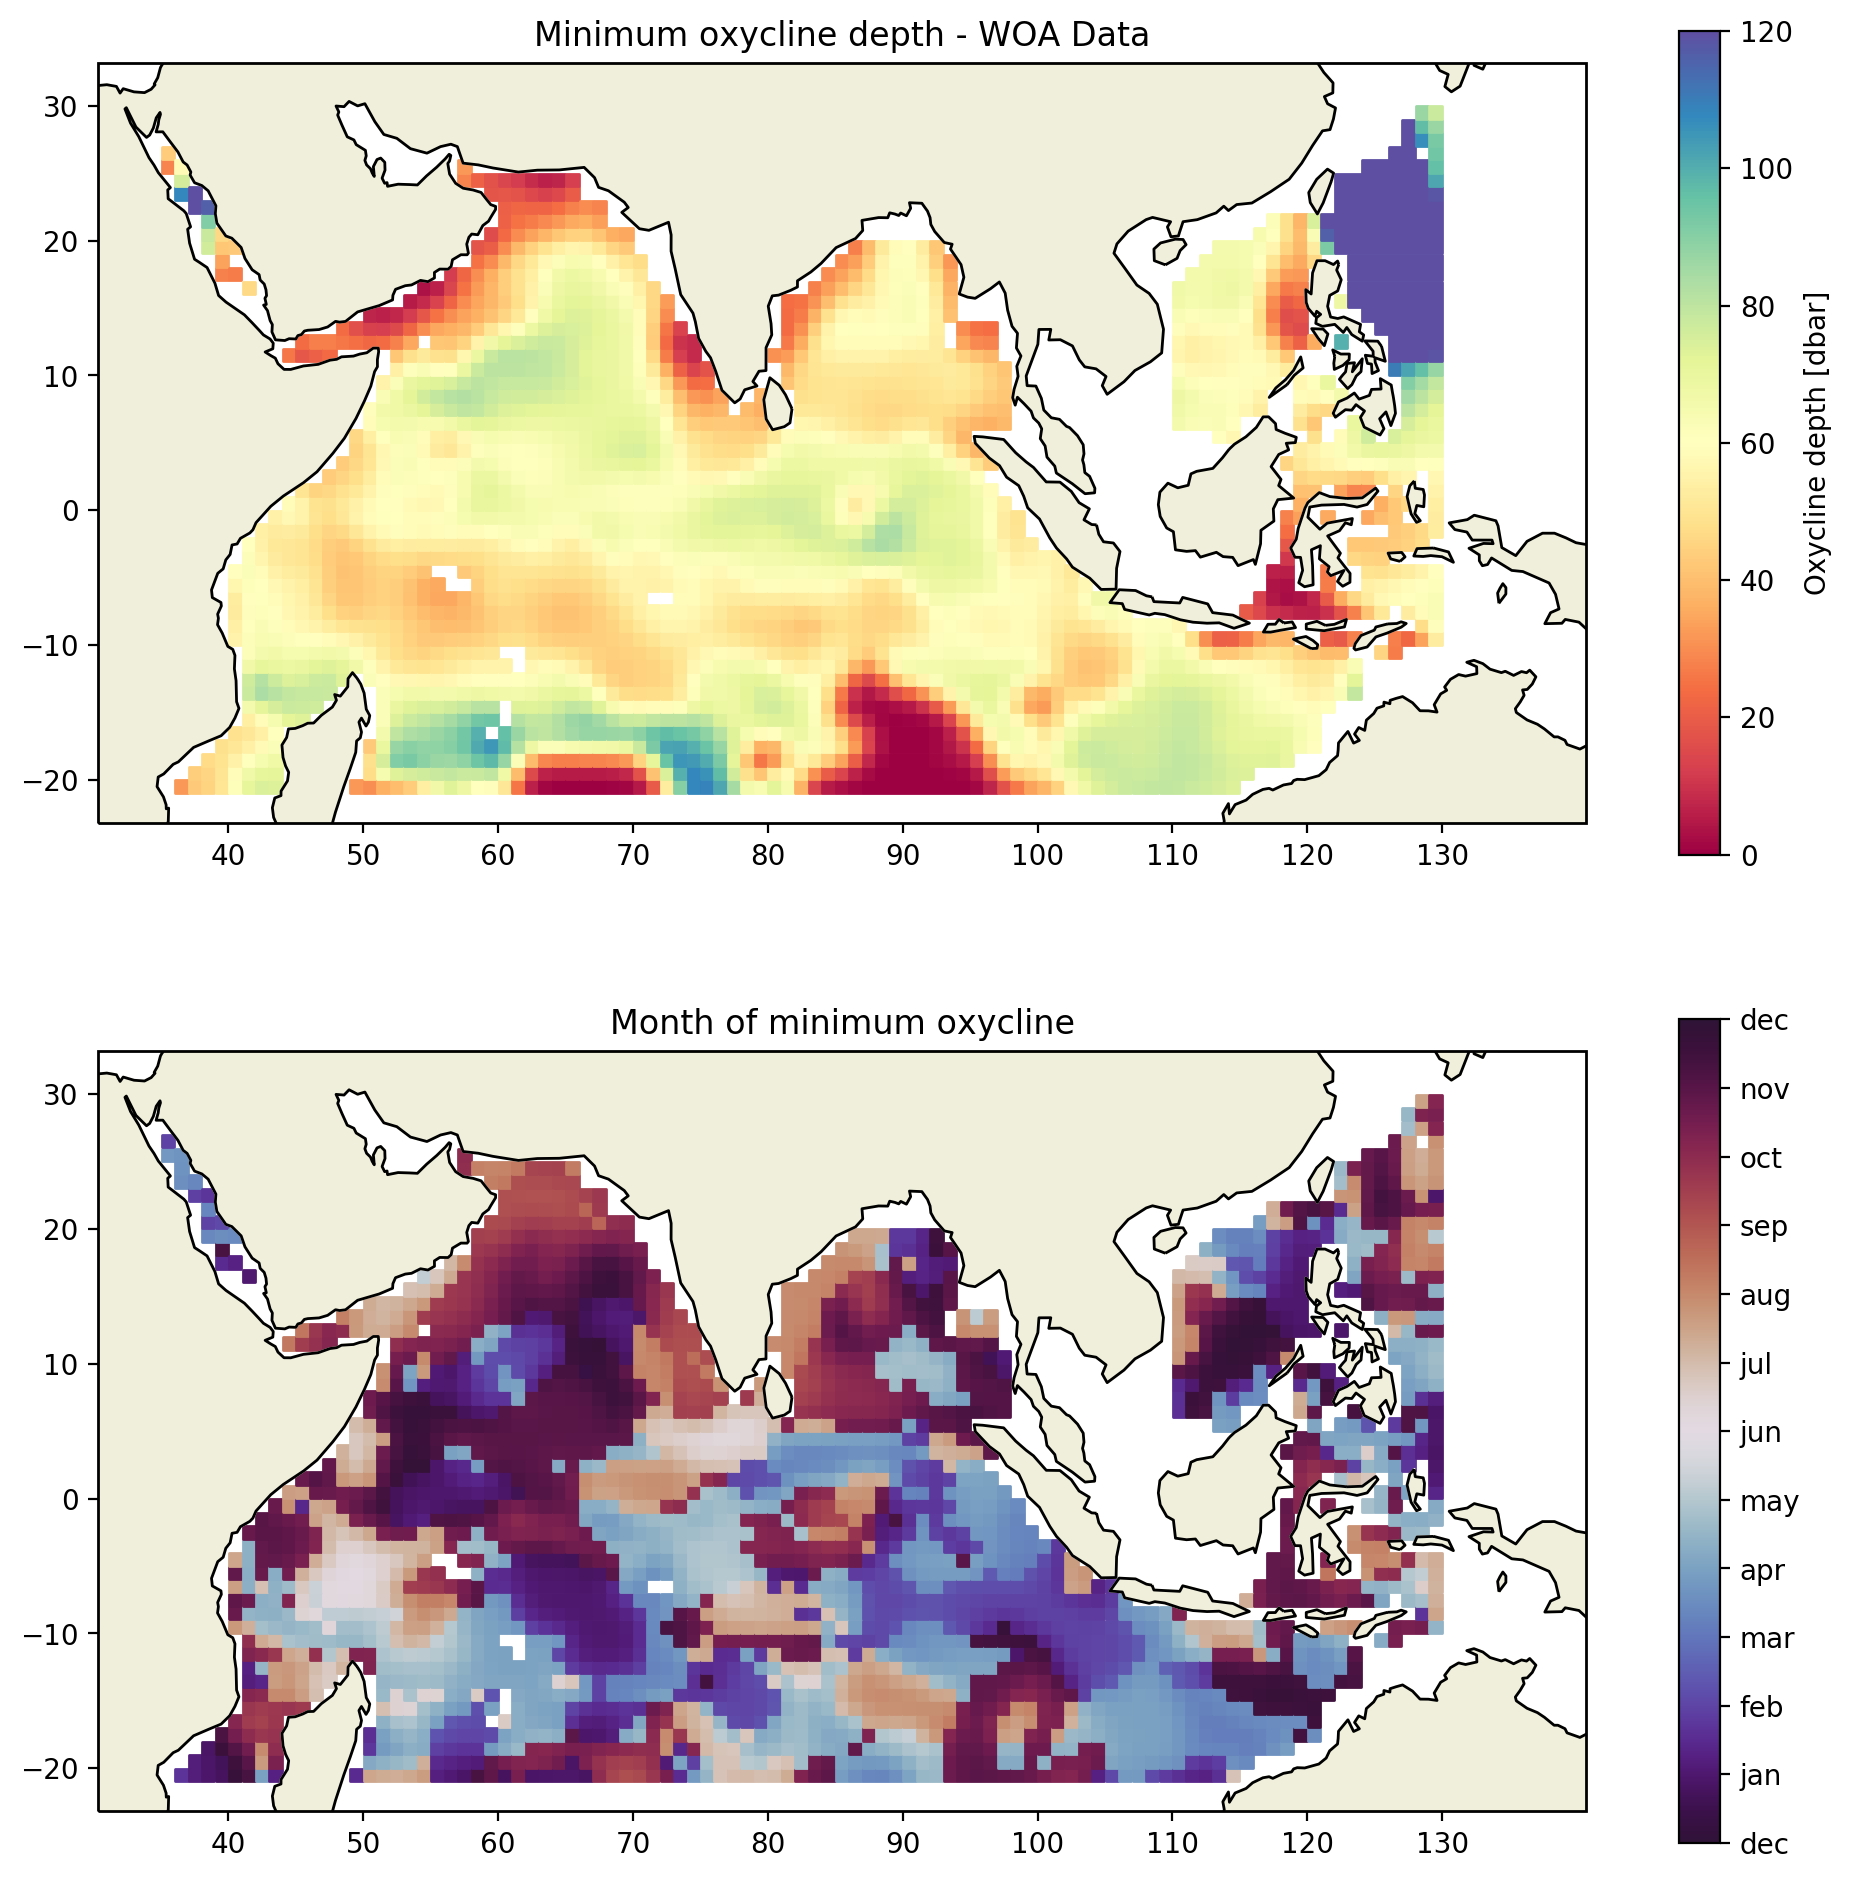 Minimum oxycline depth - WOA Data
30
20
10
0
−10
−20
40 50 60 70 80 90 100 110 120 130
120
100
80
60
40
20
0
Oxycline depth [dbar]
Month of minimum oxycline
30
20
10
0
−10
−20
40 50 60 70 80 90 100 110 120 130
dec
nov
oct
sep
aug
jul
jun
may
apr
mar
feb
jan
dec